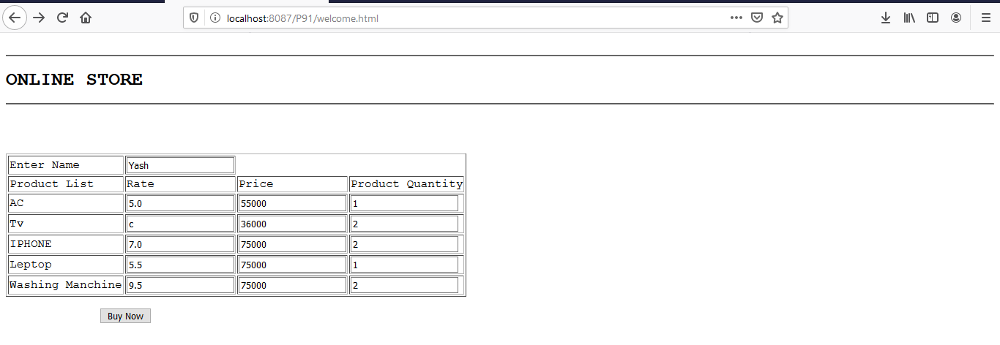 localhost:8087/P91/welcome.html
ONLINE STORE
Enter Name Yash
Product List Rate Price Product Quantity
AC 5.0 55000 1
Tv c 36000 2
IPHONE 7.0 75000 2
Leptop 5.5 75000 1
Washing Manchine 9.5 75000 2
Buy Now